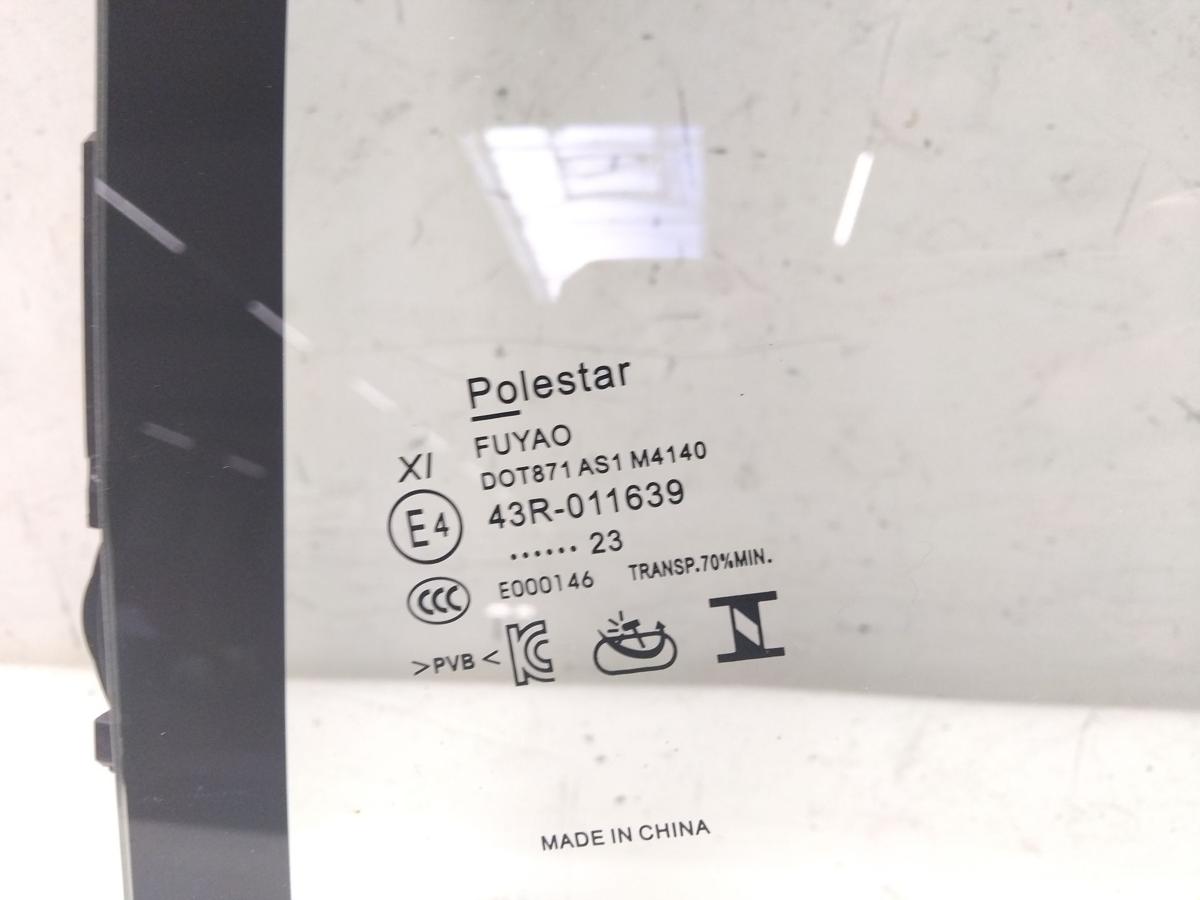 Polestar
FUYAO
XI
DOT871 AS1 M4140
E4
43R-011639
...... 23
CCC
E000146 TRANSP.70%MIN.
>PVB<
KC
MADE IN CHINA